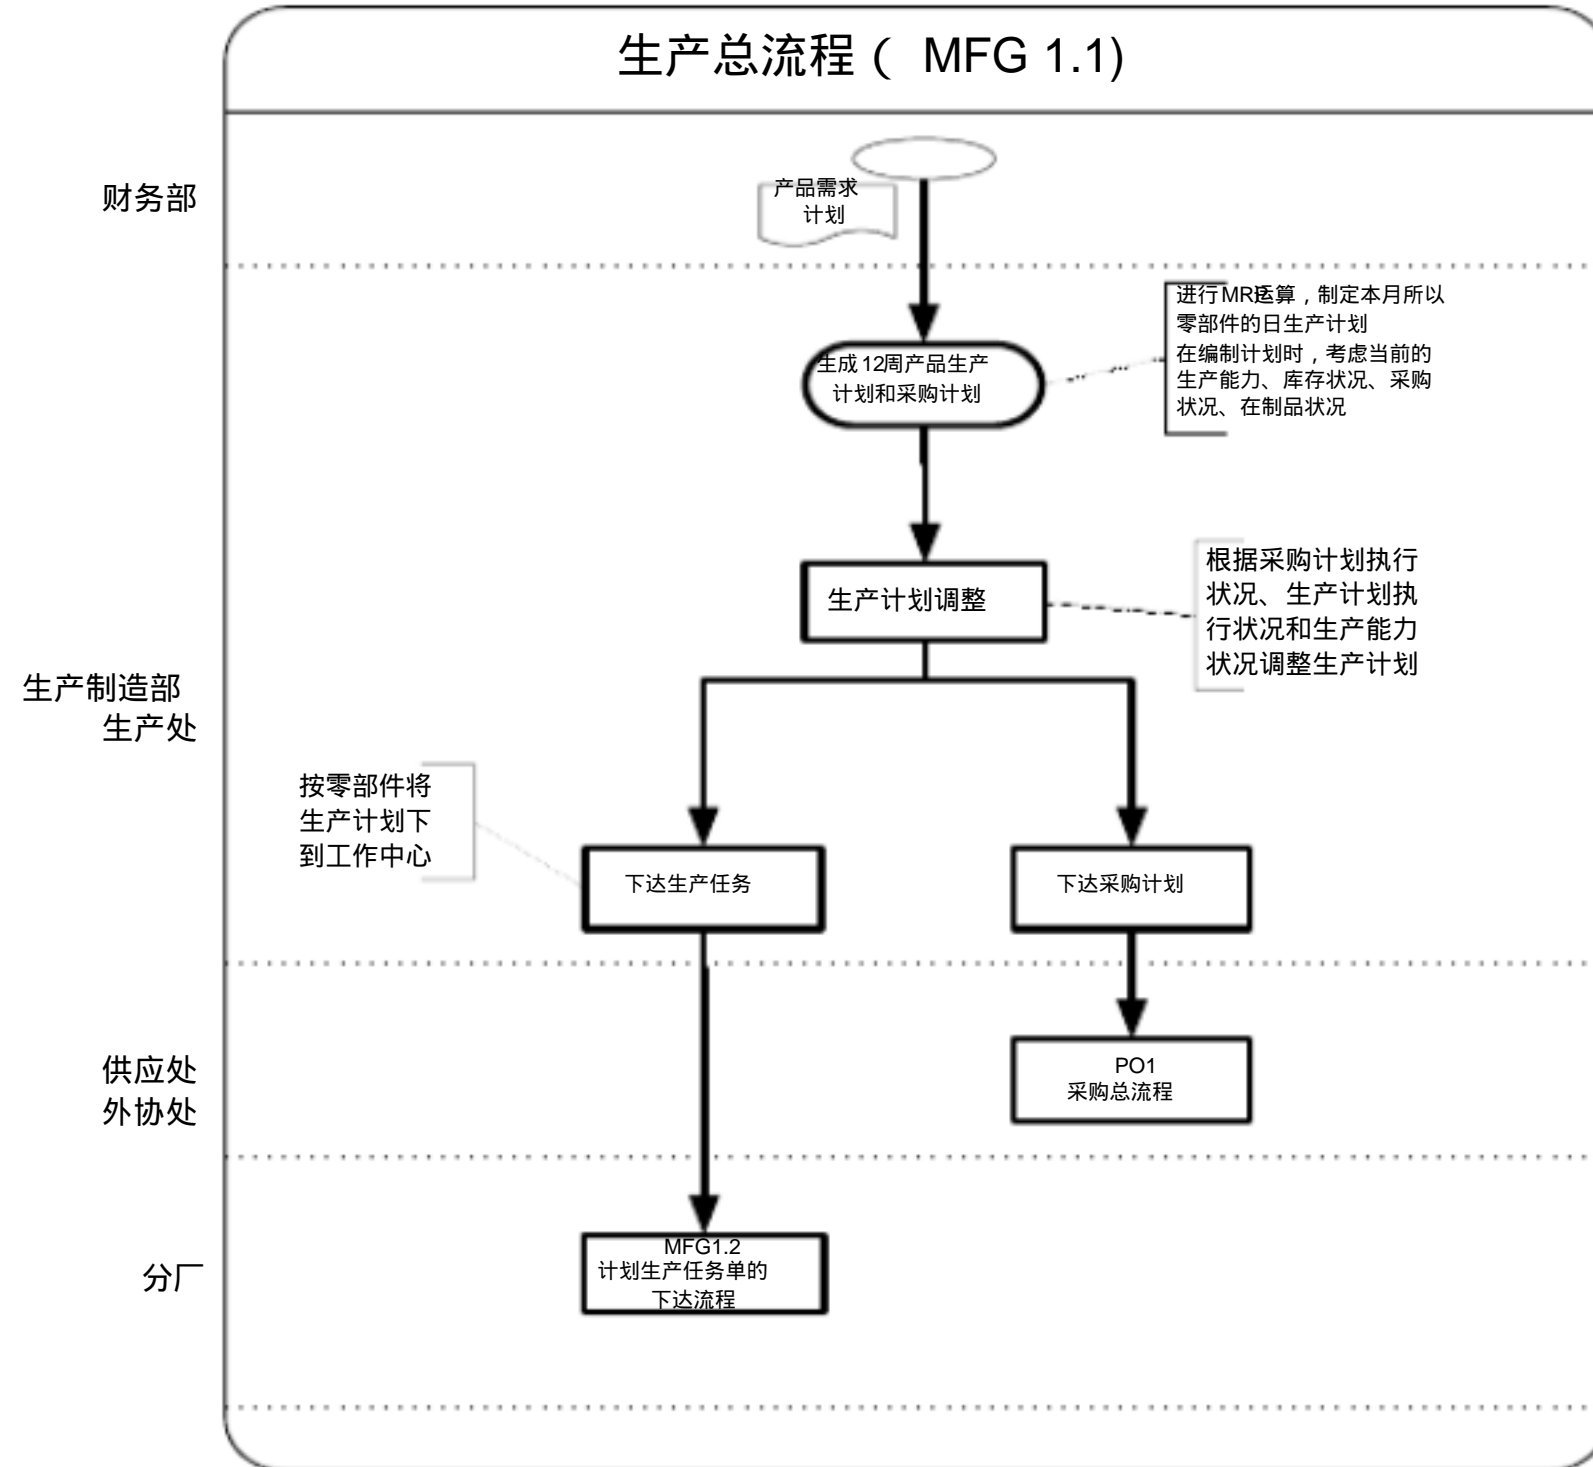 生产总流程（ MFG 1.1)
财务部
产品需求
计划
进行MRP运算，制定本月所以
零部件的日生产计划
在编制计划时，考虑当前的
生产能力、库存状况、采购
状况、在制品状况
生成12周产品生产
计划和采购计划
生产计划调整
根据采购计划执行
状况、生产计划执
行状况和生产能力
状况调整生产计划
生产制造部
生产处
按零部件将
生产计划下
到工作中心
下达生产任务
下达采购计划
供应处
外协处
PO1
采购总流程
分厂
MFG1.2
计划生产任务单的
下达流程